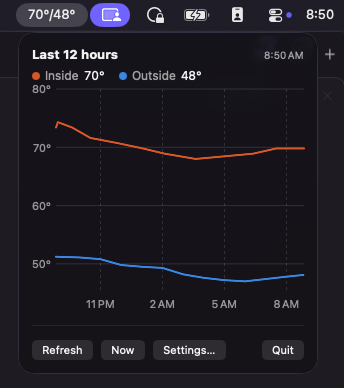 70°/48° 8:50
Last 12 hours 8:50 AM
Inside 70° Outside 48°
80°
70°
60°
50°
11 PM 2 AM 5 AM 8 AM
Refresh Now Settings... Quit